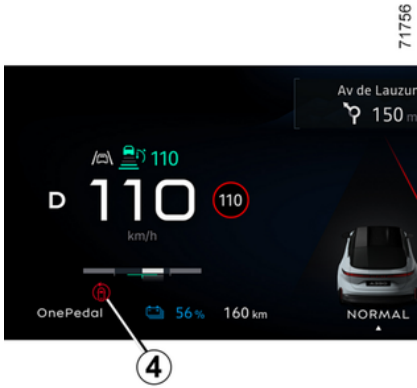 71756
Av de Lauzun
150 m
110
D 110 110
km/h
OnePedal 56% 160 km NORMAL
4